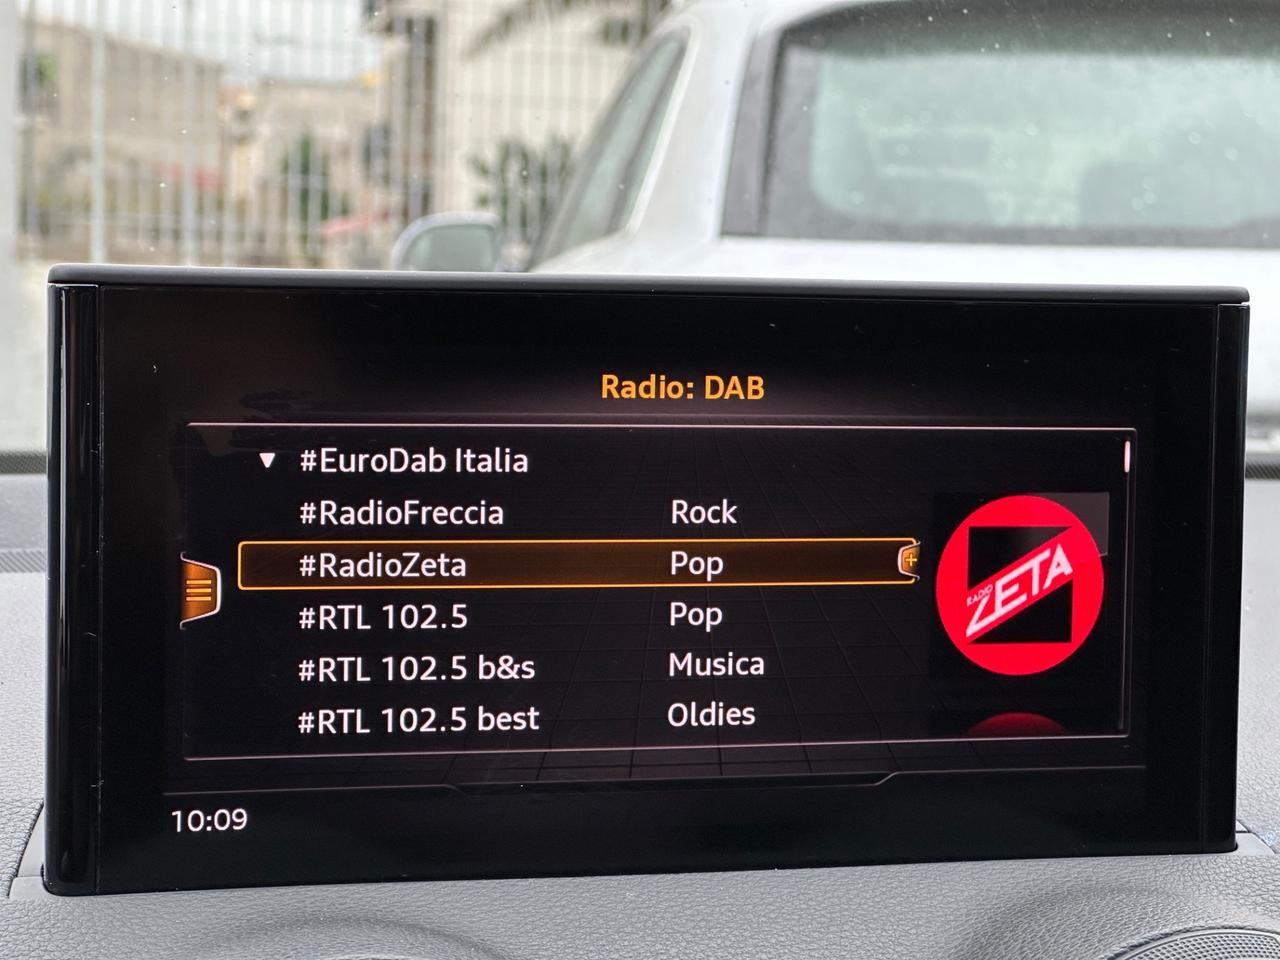 Radio: DAB
#EuroDab Italia
#RadioFreccia Rock
#RadioZeta Pop
#RTL 102.5 Pop
#RTL 102.5 b&s Musica
#RTL 102.5 best Oldies
RADIO
ZETA
10:09